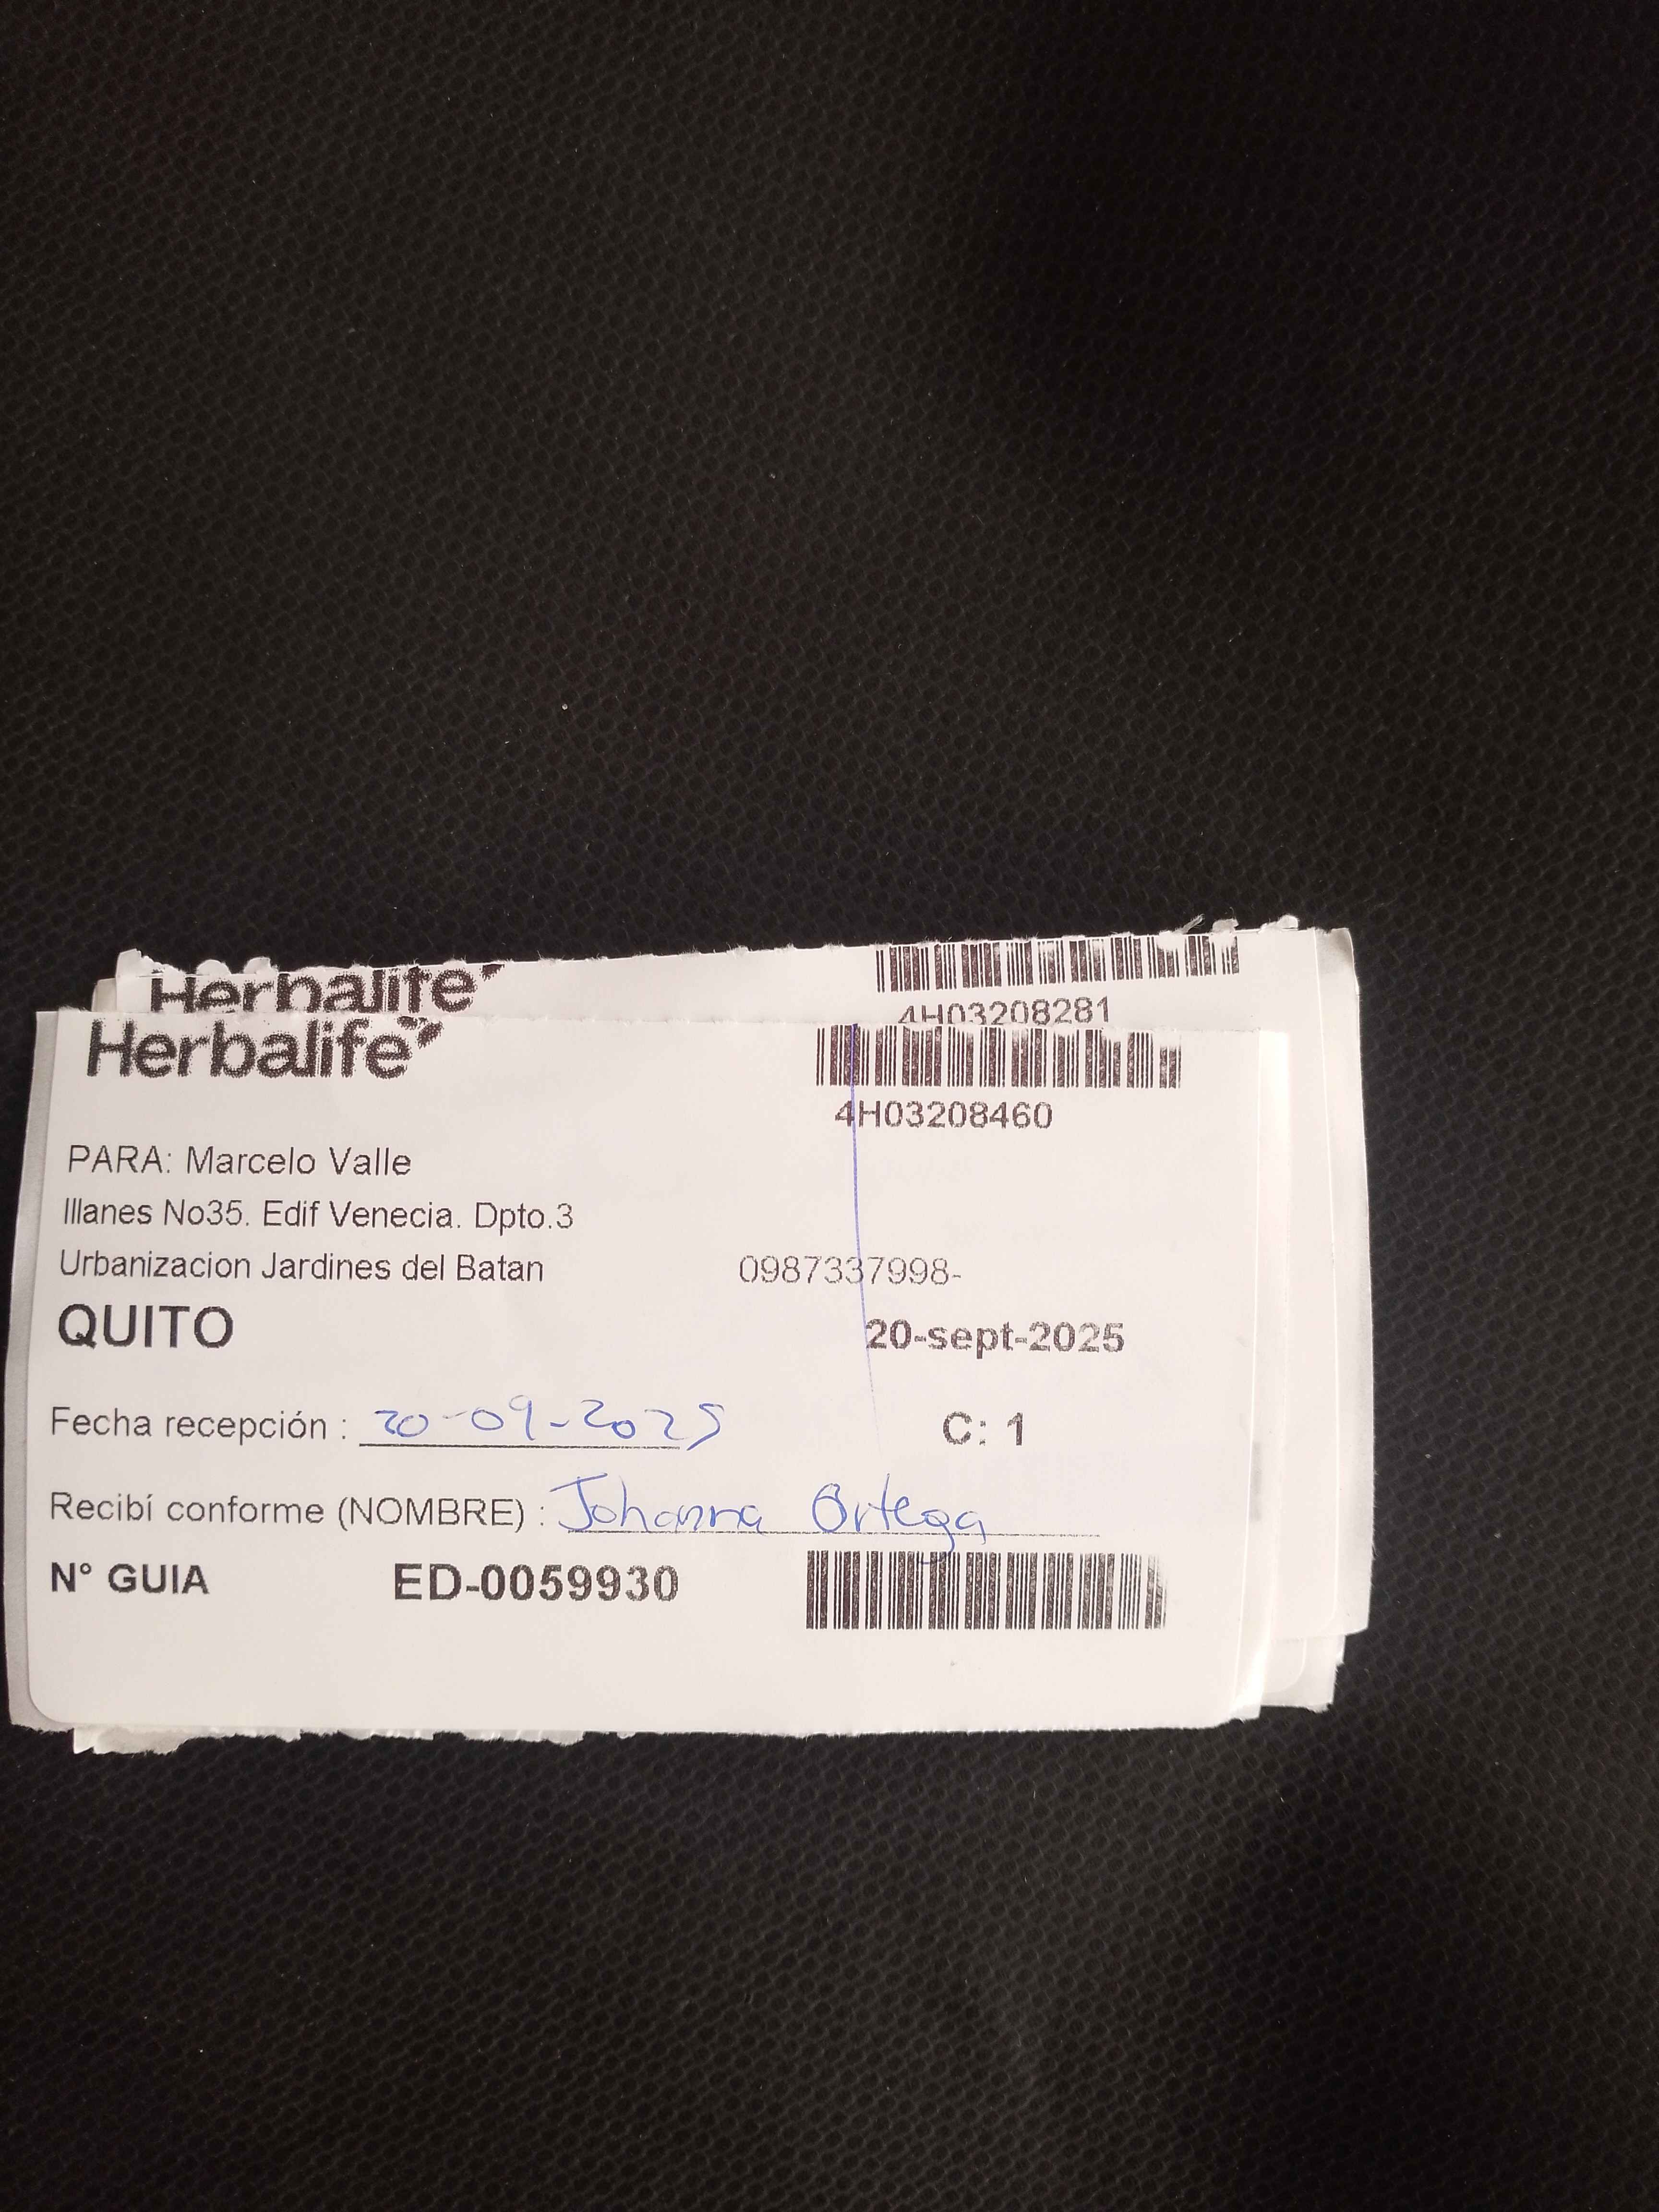 Herbalife
4H03208281
Herbalife
4H03208460
PARA: Marcelo Valle
Illanes No35. Edif Venecia. Dpto.3
Urbanizacion Jardines del Batan 0987337998-
QUITO 20-sept-2025
Fecha recepción : 20-09-2025 C: 1
Recibí conforme (NOMBRE) : Johanna Ortega
N° GUIA ED-0059930